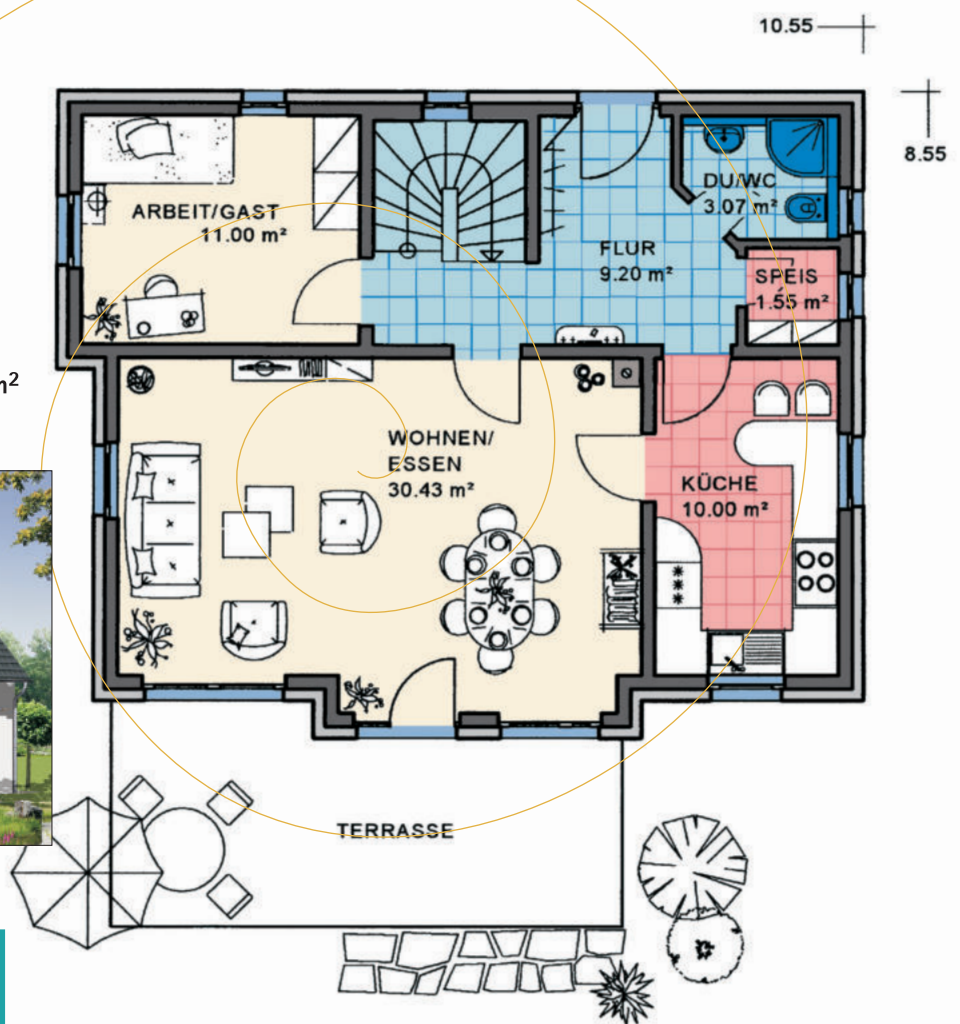 10.55
8.55
DU/WC
3.07 m²
ARBEIT/GAST
11.00 m²
FLUR
9.20 m²
SPEIS
1.55 m²
m²
WOHNEN/
ESSEN
30.43 m²
KÜCHE
10.00 m²
TERRASSE